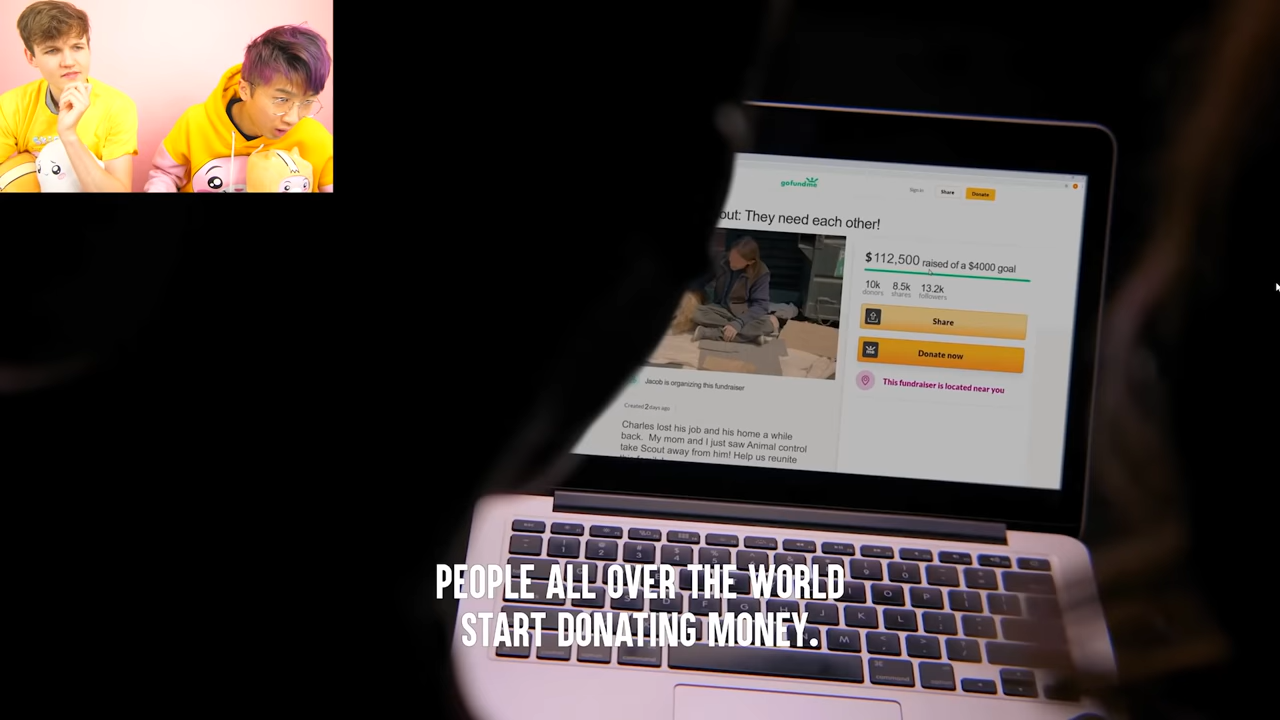 gofundme
Sign in
Share
Donate
out: They need each other!
$112,500 raised of a $4000 goal
10k
8.5k
13.2k
donors
shares
followers
Share
Donate now
This fundraiser is located near you
Jacob is organizing this fundraiser
Created 2 days ago
Charles lost his job and his home a while
back. My mom and I just saw Animal control
take Scout away from him! Help us reunite
PEOPLE ALL OVER THE WORLD
START DONATING MONEY.